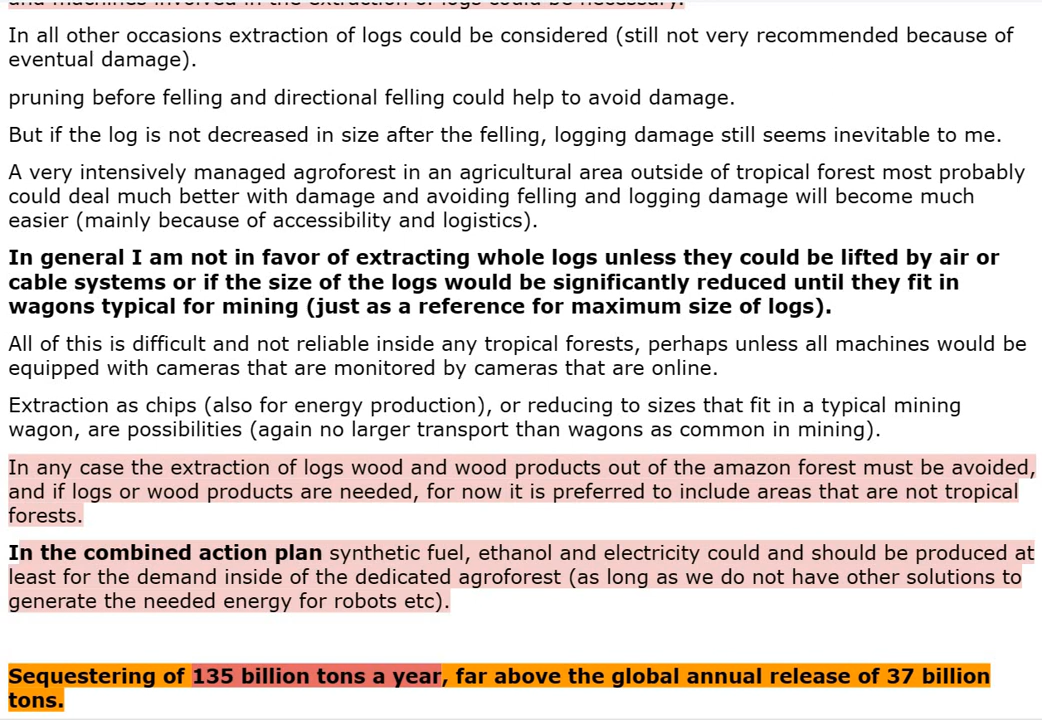 and machines involved in the extraction of logs could be necessary.
In all other occasions extraction of logs could be considered (still not very recommended because of
eventual damage).
pruning before felling and directional felling could help to avoid damage.
But if the log is not decreased in size after the felling, logging damage still seems inevitable to me.
A very intensively managed agroforest in an agricultural area outside of tropical forest most probably
could deal much better with damage and avoiding felling and logging damage will become much
easier (mainly because of accessibility and logistics).
In general I am not in favor of extracting whole logs unless they could be lifted by air or
cable systems or if the size of the logs would be significantly reduced until they fit in
wagons typical for mining (just as a reference for maximum size of logs).
All of this is difficult and not reliable inside any tropical forests, perhaps unless all machines would be
equipped with cameras that are monitored by cameras that are online.
Extraction as chips (also for energy production), or reducing to sizes that fit in a typical mining
wagon, are possibilities (again no larger transport than wagons as common in mining).
In any case the extraction of logs wood and wood products out of the amazon forest must be avoided,
and if logs or wood products are needed, for now it is preferred to include areas that are not tropical
forests.
In the combined action plan synthetic fuel, ethanol and electricity could and should be produced at
least for the demand inside of the dedicated agroforest (as long as we do not have other solutions to
generate the needed energy for robots etc).
Sequestering of 135 billion tons a year, far above the global annual release of 37 billion
tons.